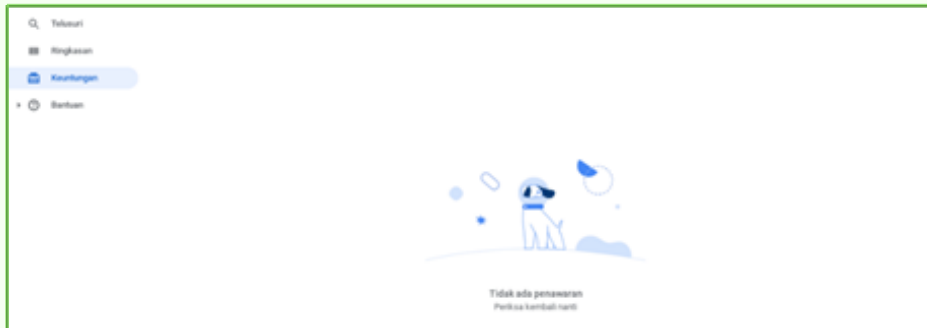 Telusuri
Ringkasan
Keuntungan
Bantuan
Tidak ada penawaran
Periksa kembali nanti